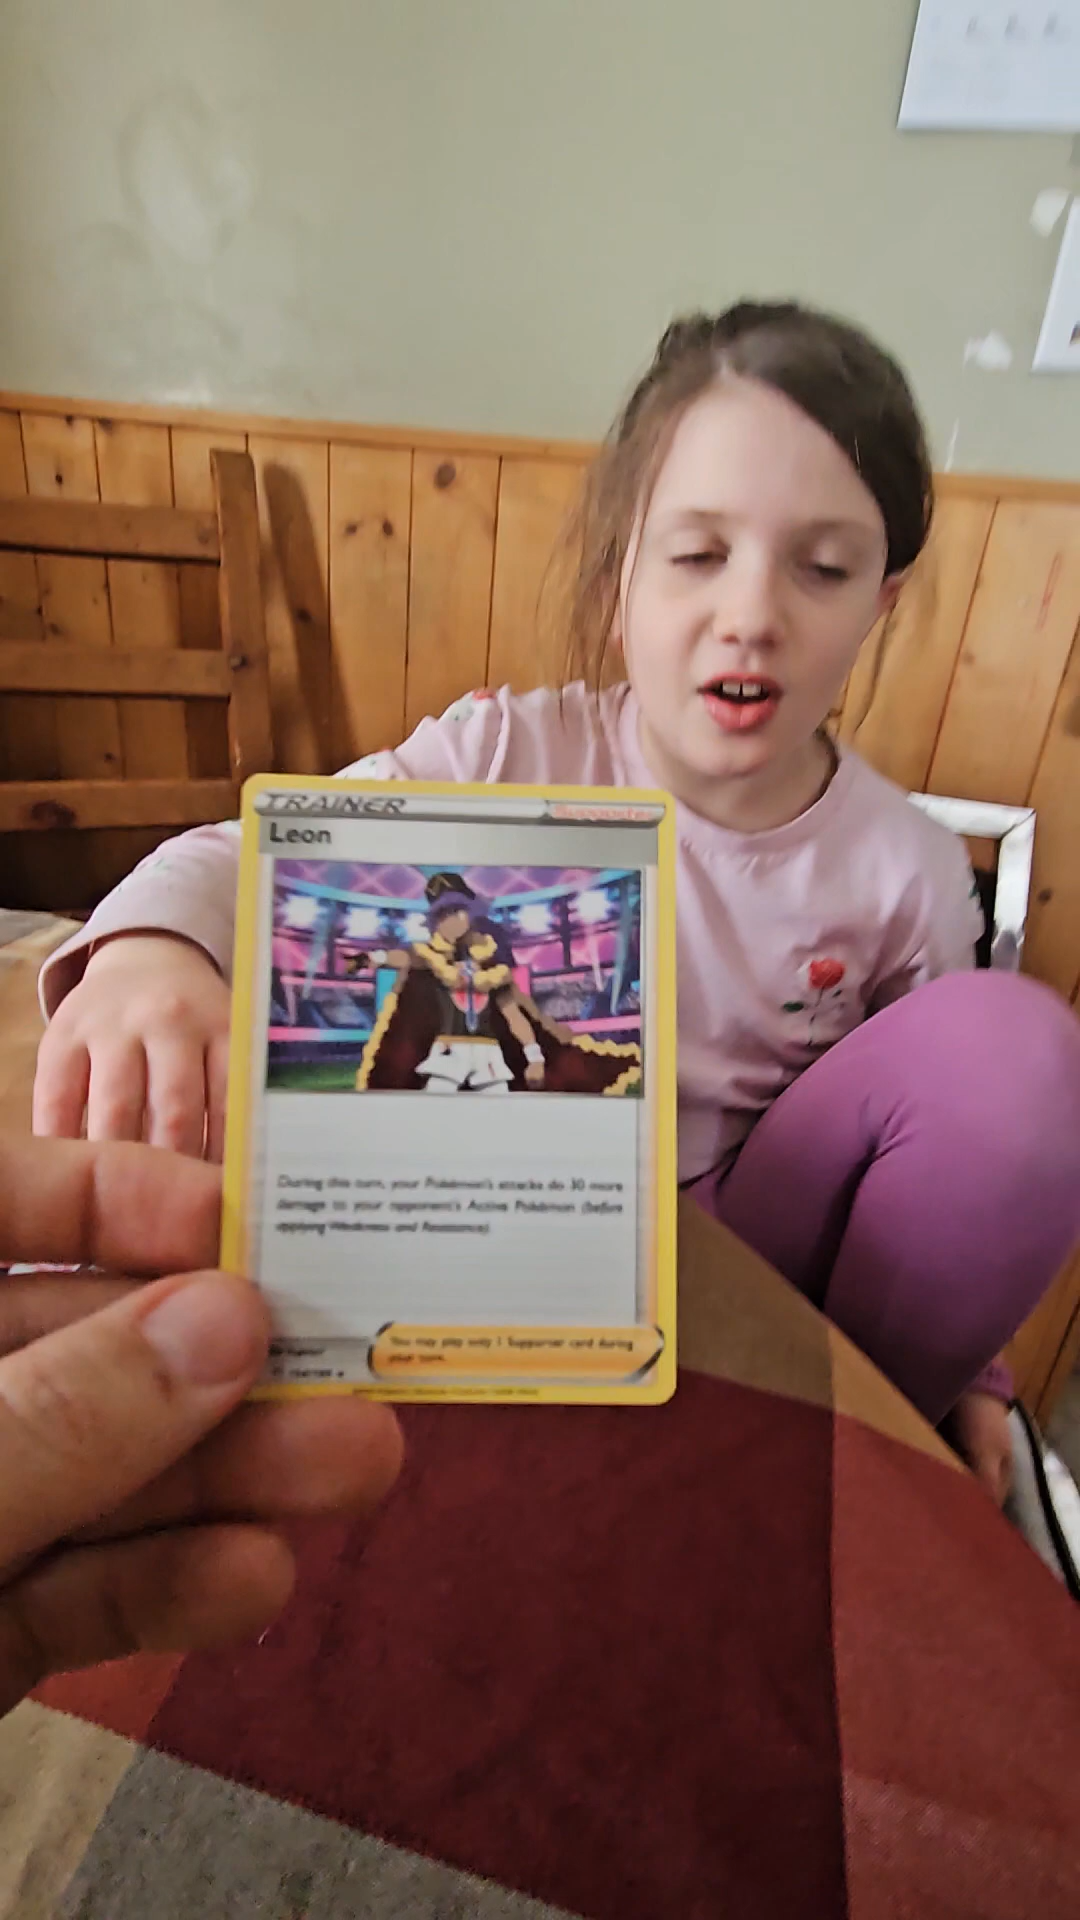 TRAINER Supporter
Leon
During this turn, your Pokémon's attacks do 30 more
damage to your opponent's Active Pokémon (before
applying Weakness and Resistance).
You may play only 1 Supporter card during
your turn.